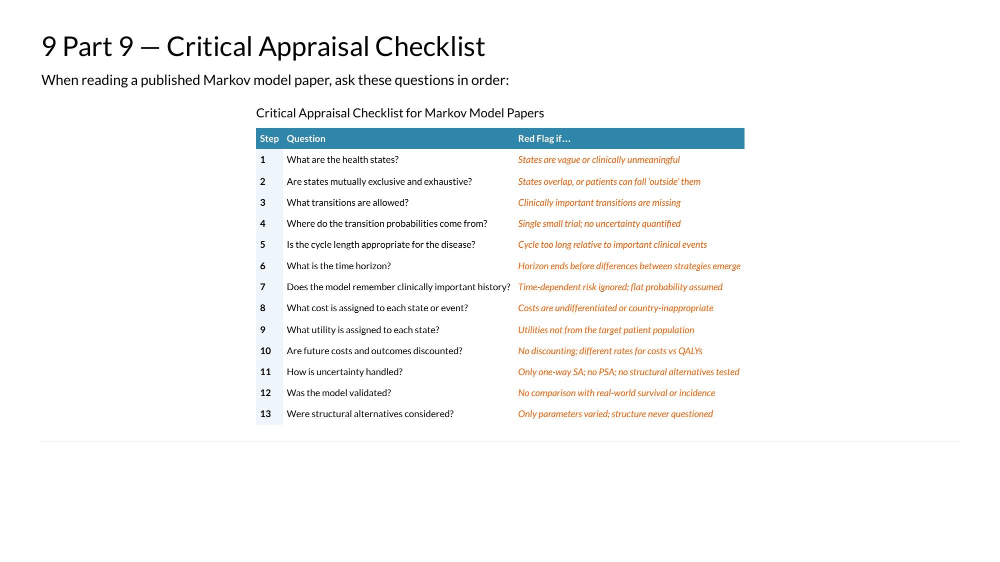 9 Part 9 — Critical Appraisal Checklist
When reading a published Markov model paper, ask these questions in order:
Critical Appraisal Checklist for Markov Model Papers
Step Question Red Flag if…
1 What are the health states? States are vague or clinically unmeaningful
2 Are states mutually exclusive and exhaustive? States overlap, or patients can fall ‘outside’ them
3 What transitions are allowed? Clinically important transitions are missing
4 Where do the transition probabilities come from? Single small trial; no uncertainty quantified
5 Is the cycle length appropriate for the disease? Cycle too long relative to important clinical events
6 What is the time horizon? Horizon ends before differences between strategies emerge
7 Does the model remember clinically important history? Time-dependent risk ignored; flat probability assumed
8 What cost is assigned to each state or event? Costs are undifferentiated or country-inappropriate
9 What utility is assigned to each state? Utilities not from the target patient population
10 Are future costs and outcomes discounted? No discounting; different rates for costs vs QALYs
11 How is uncertainty handled? Only one-way SA; no PSA; no structural alternatives tested
12 Was the model validated? No comparison with real-world survival or incidence
13 Were structural alternatives considered? Only parameters varied; structure never questioned